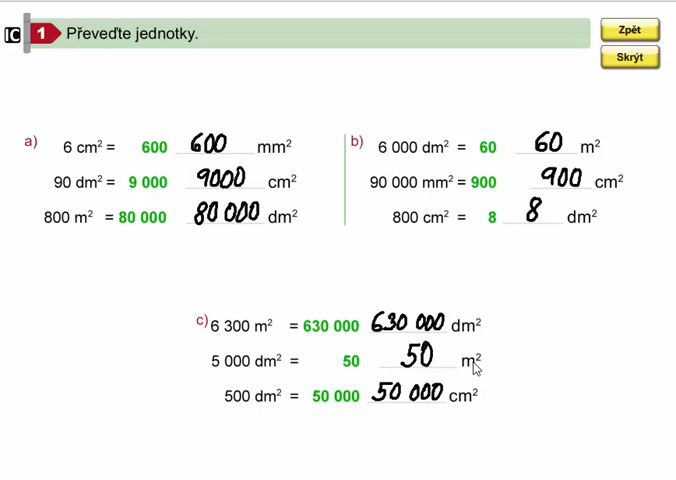 IC 1 Převeďte jednotky.
Zpět
Skrýt
a) 6 cm² = 600 600 mm²
90 dm² = 9 000 9000 cm²
800 m² = 80 000 80 000 dm²
b) 6 000 dm² = 60 60 m²
90 000 mm² = 900 900 cm²
800 cm² = 8 8 dm²
c) 6 300 m² = 630 000 630 000 dm²
5 000 dm² = 50 50 m²
500 dm² = 50 000 50 000 cm²